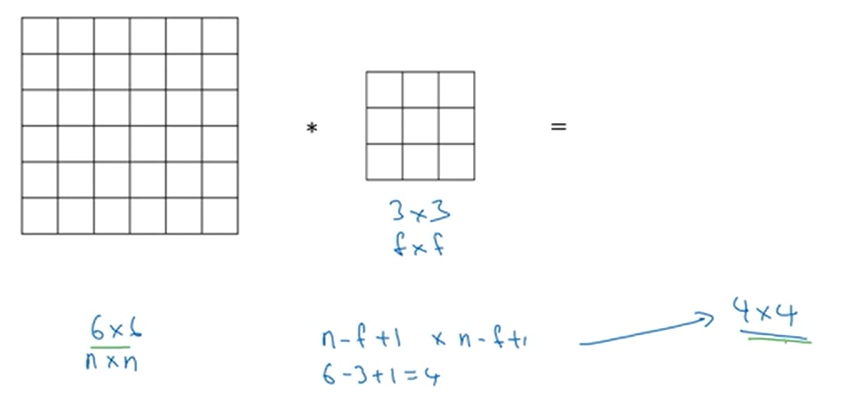 *
=
3×3
f×f
6×6
n×n
n-f+1 × n-f+1
6-3+1=4
4×4